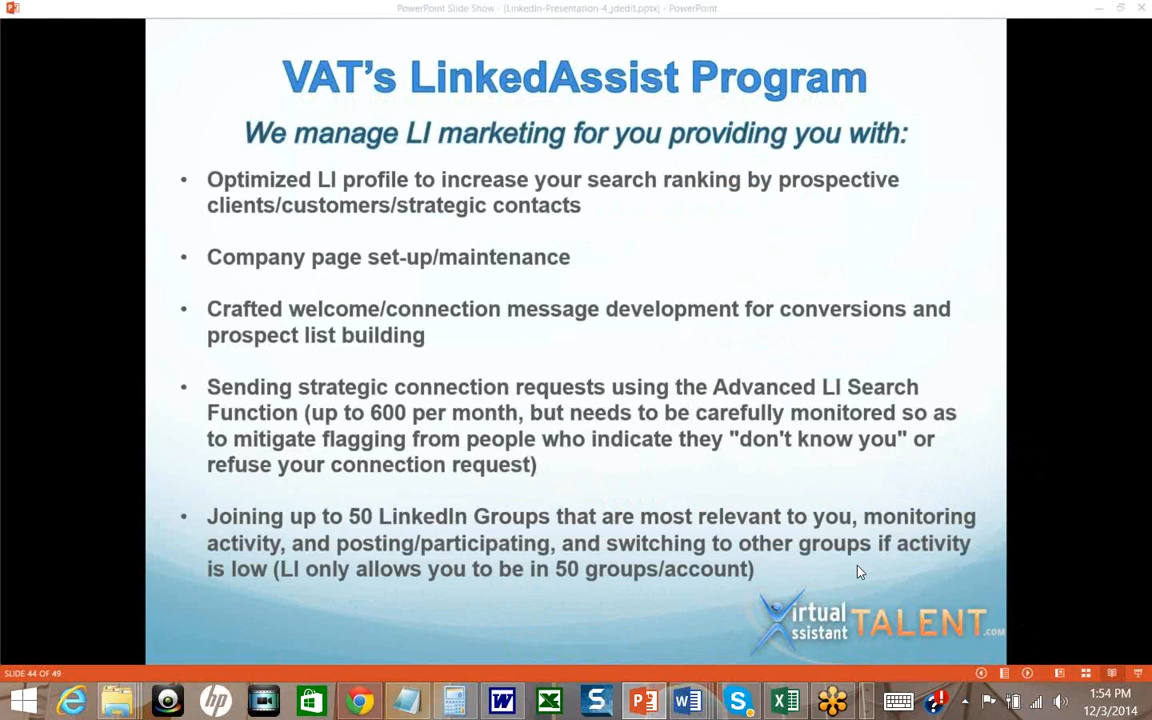 PowerPoint Slide Show - [LinkedIn-Presentation-4_jdedit.pptx] - PowerPoint
VAT's LinkedAssist Program
We manage LI marketing for you providing you with:
• Optimized LI profile to increase your search ranking by prospective
clients/customers/strategic contacts
• Company page set-up/maintenance
• Crafted welcome/connection message development for conversions and
prospect list building
• Sending strategic connection requests using the Advanced LI Search
Function (up to 600 per month, but needs to be carefully monitored so as
to mitigate flagging from people who indicate they "don't know you" or
refuse your connection request)
• Joining up to 50 LinkedIn Groups that are most relevant to you, monitoring
activity, and posting/participating, and switching to other groups if activity
is low (LI only allows you to be in 50 groups/account)
Virtual
Assistant TALENT.com
SLIDE 44 OF 49
hp
1:54 PM
12/3/2014